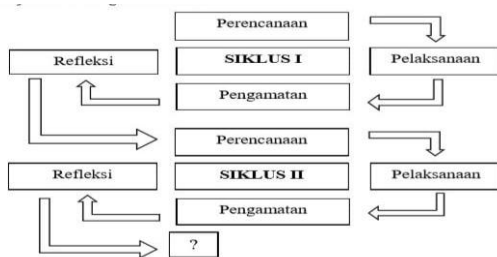 Perencanaan
Refleksi
SIKLUS I
Pelaksanaan
Pengamatan
Perencanaan
Refleksi
SIKLUS II
Pelaksanaan
Pengamatan
?